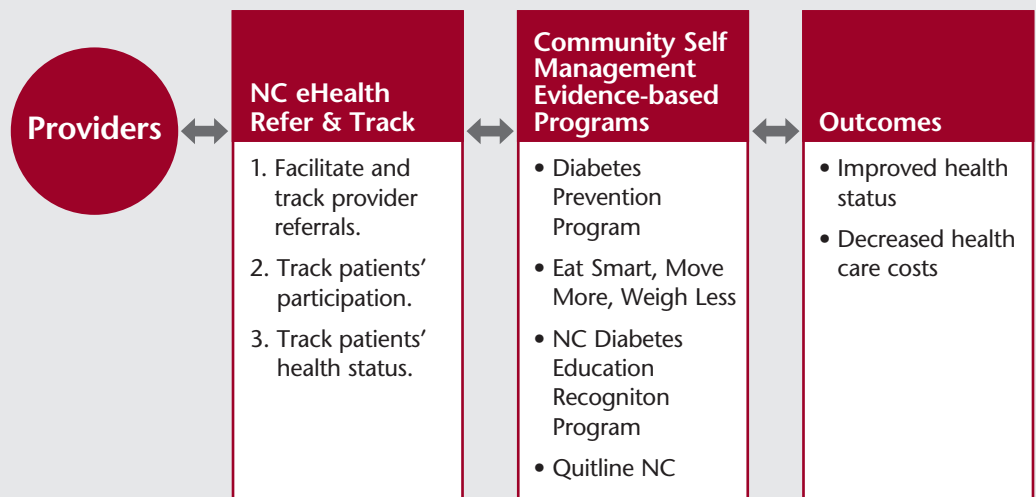 Providers
NC eHealth
Refer & Track
1. Facilitate and
track provider
referrals.
2. Track patients’
participation.
3. Track patients’
health status.
Community Self
Management
Evidence-based
Programs
• Diabetes
Prevention
Program
• Eat Smart, Move
More, Weigh Less
• NC Diabetes
Education
Recogniton
Program
• Quitline NC
Outcomes
• Improved health
status
• Decreased health
care costs